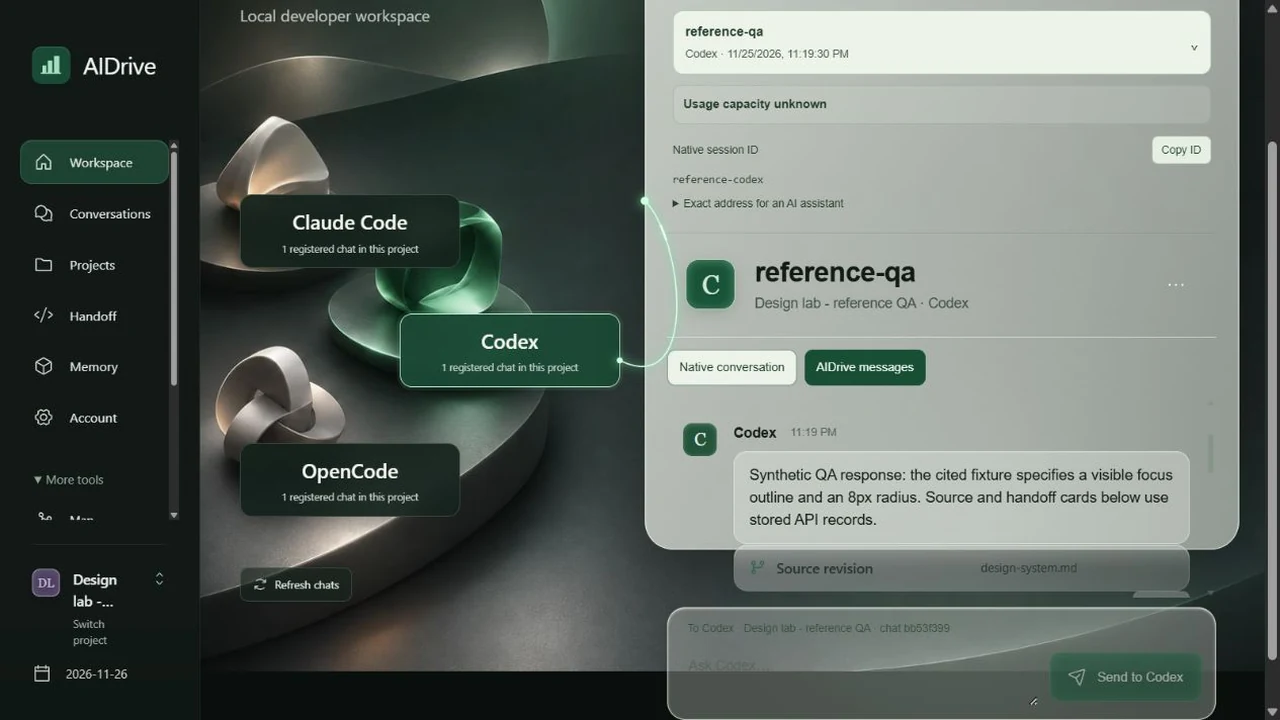 AIDrive
Workspace
Conversations
Projects
Handoff
Memory
Account
▾ More tools
Map
DL
Design
lab -...
Switch
project
2026-11-26
Local developer workspace
Claude Code
1 registered chat in this project
Codex
1 registered chat in this project
OpenCode
1 registered chat in this project
Refresh chats
reference-qa
Codex · 11/25/2026, 11:19:30 PM
Usage capacity unknown
Native session ID
Copy ID
reference-codex
▶ Exact address for an AI assistant
C
reference-qa
Design lab - reference QA · Codex
...
Native conversation
AIDrive messages
C
Codex 11:19 PM
Synthetic QA response: the cited fixture specifies a visible focus
outline and an 8px radius. Source and handoff cards below use
stored API records.
Source revision design-system.md
To Codex · Design lab - reference QA · chat bb53f399
Ask Codex...
Send to Codex